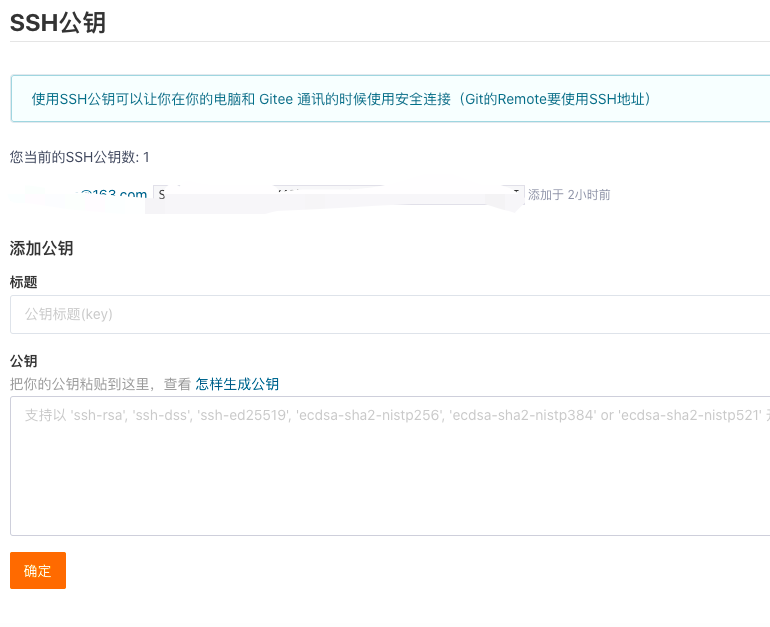 SSH公钥
使用SSH公钥可以让你在你的电脑和 Gitee 通讯的时候使用安全连接（Git的Remote要使用SSH地址）
您当前的SSH公钥数: 1
@163.com S 添加于 2小时前
添加公钥
标题
公钥标题(key)
公钥
把你的公钥粘贴到这里，查看 怎样生成公钥
支持以 'ssh-rsa', 'ssh-dss', 'ssh-ed25519', 'ecdsa-sha2-nistp256', 'ecdsa-sha2-nistp384' or 'ecdsa-sha2-nistp521'
确定